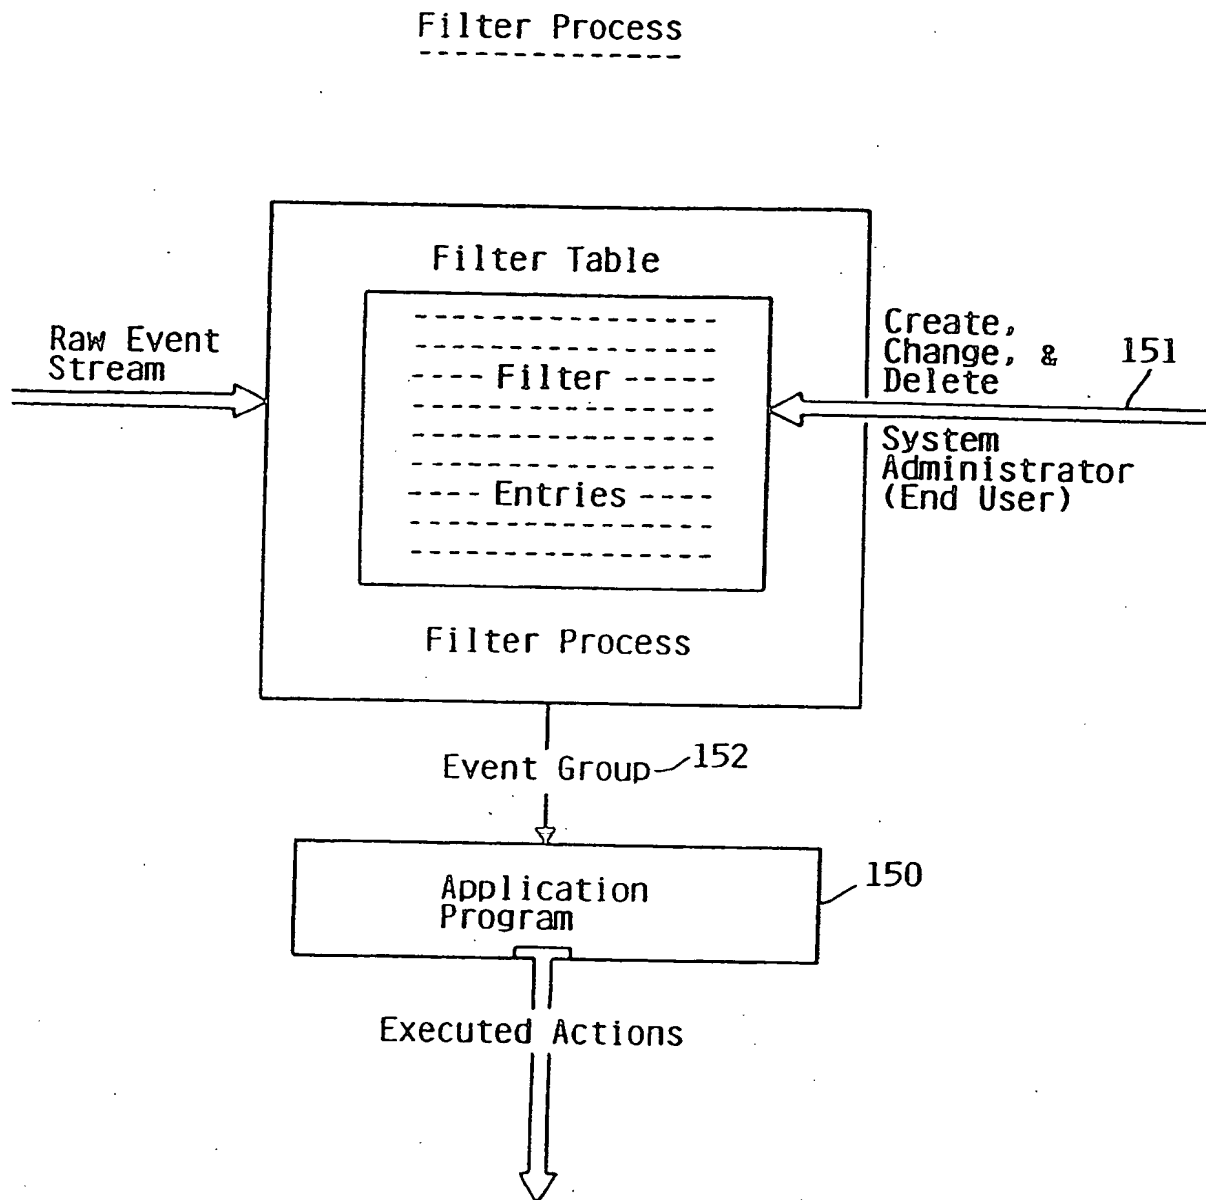 Filter Process
Filter Table
Raw Event
Stream
Filter
Entries
Create,
Change, &
Delete
151
System
Administrator
(End User)
Filter Process
Event Group
152
Application
Program
150
Executed Actions